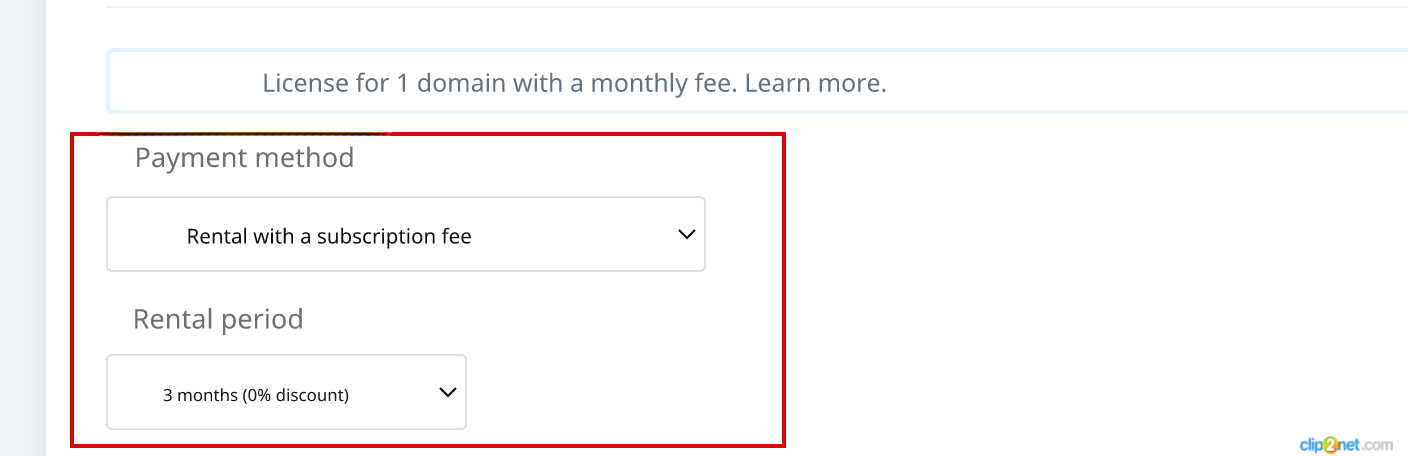 License for 1 domain with a monthly fee. Learn more.
Payment method
Rental with a subscription fee
Rental period
3 months (0% discount)
clip2net.com